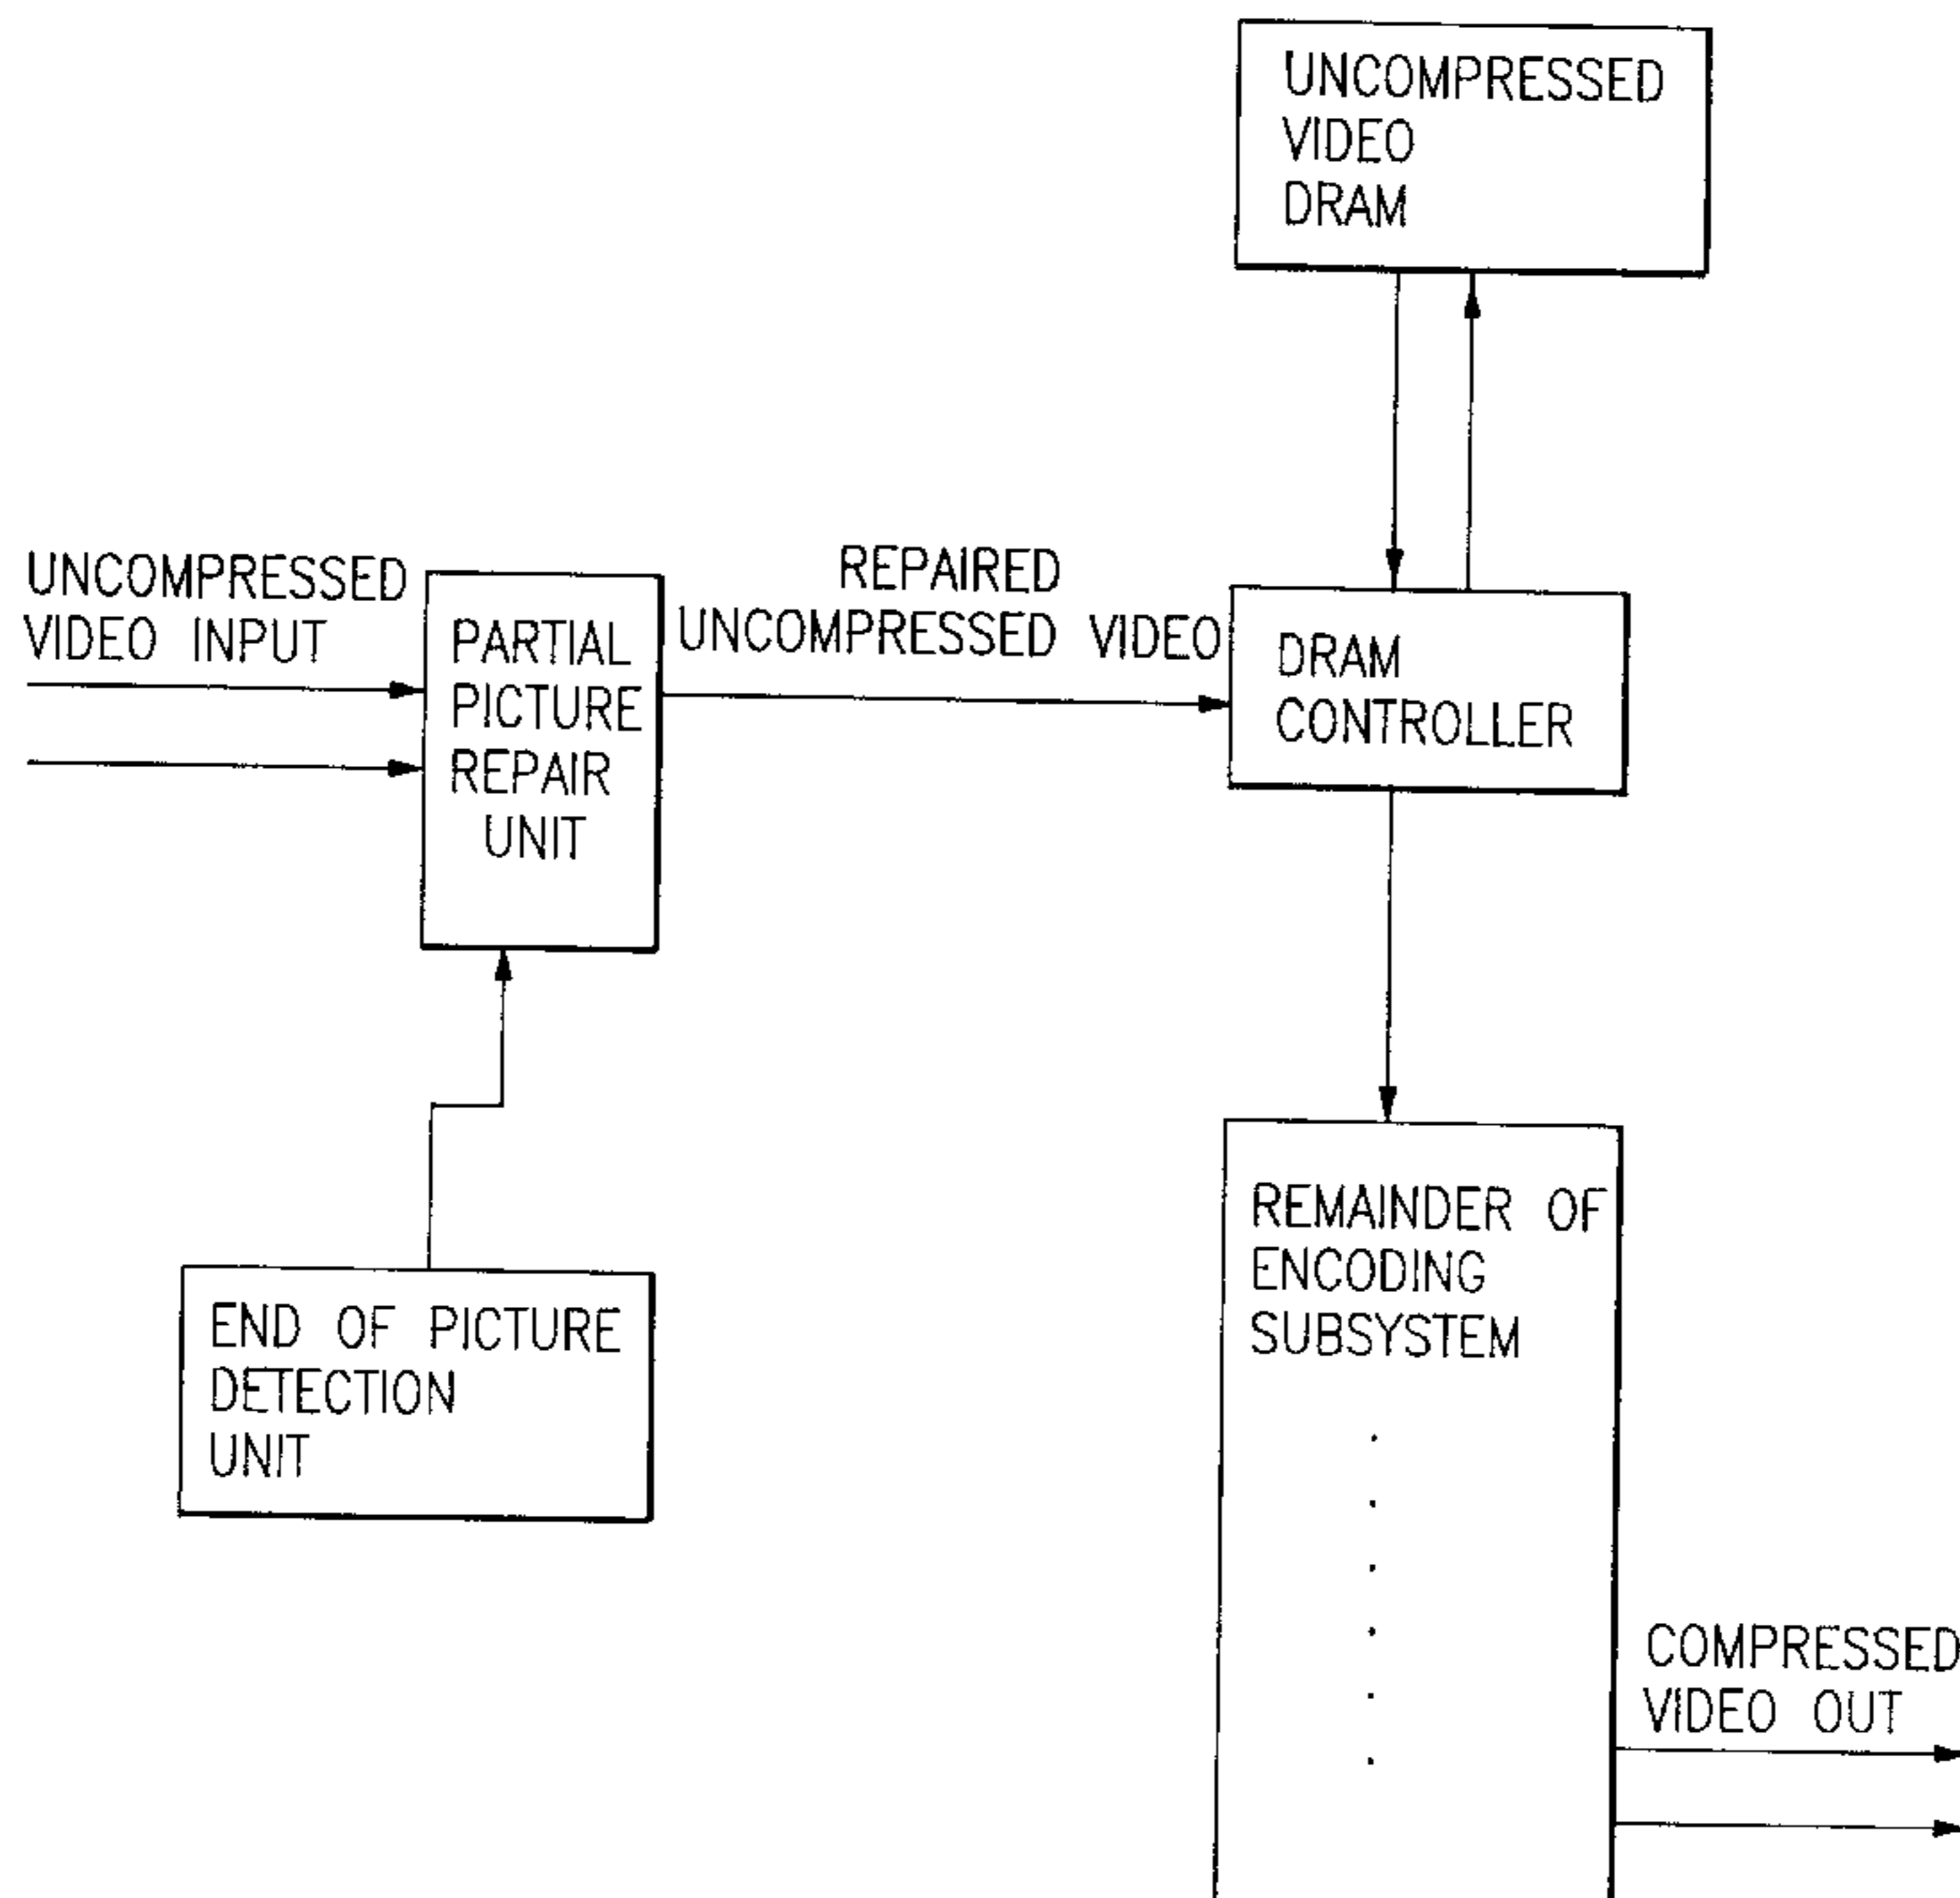 UNCOMPRESSED
VIDEO
DRAM
UNCOMPRESSED
VIDEO INPUT
PARTIAL
PICTURE
REPAIR
UNIT
REPAIRED
UNCOMPRESSED VIDEO
DRAM
CONTROLLER
END OF PICTURE
DETECTION
UNIT
REMAINDER OF
ENCODING
SUBSYSTEM
COMPRESSED
VIDEO OUT